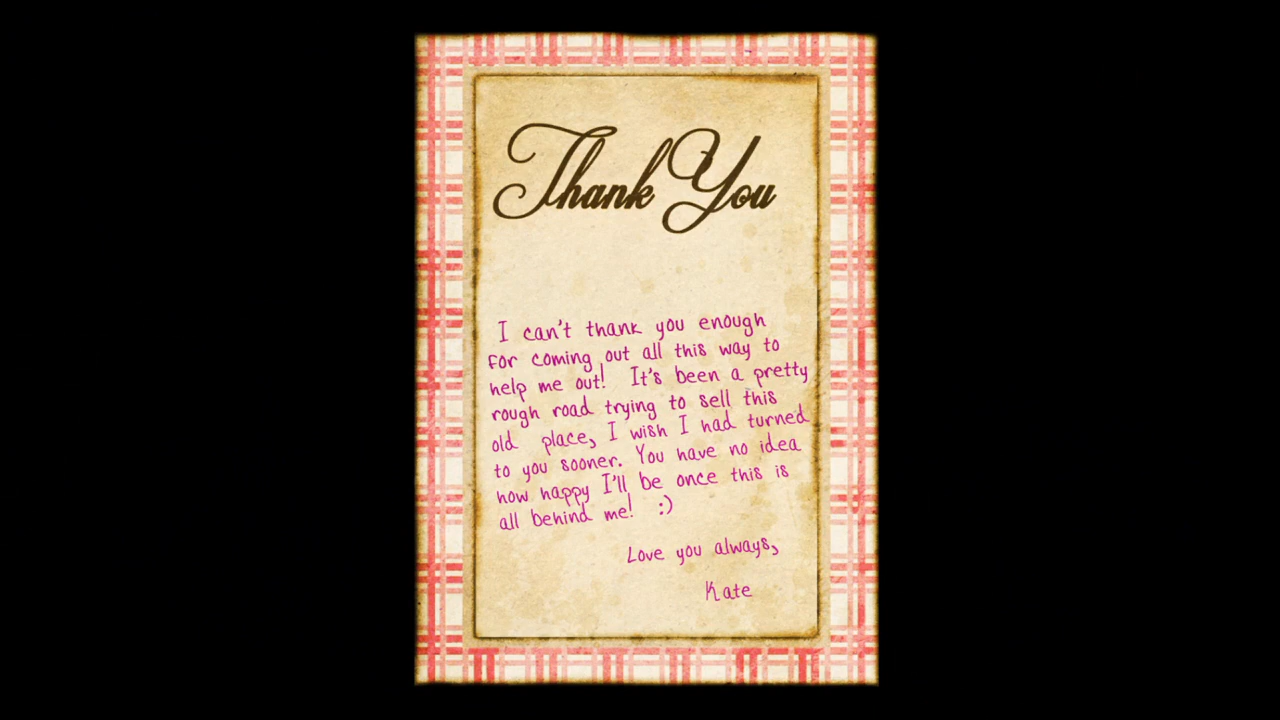 Thank You
I can't thank you enough
for coming out all this way to
help me out! It's been a pretty
rough road trying to sell this
old place, I wish I had turned
to you sooner. You have no idea
how happy I'll be once this is
all behind me! :)
Love you always,
Kate